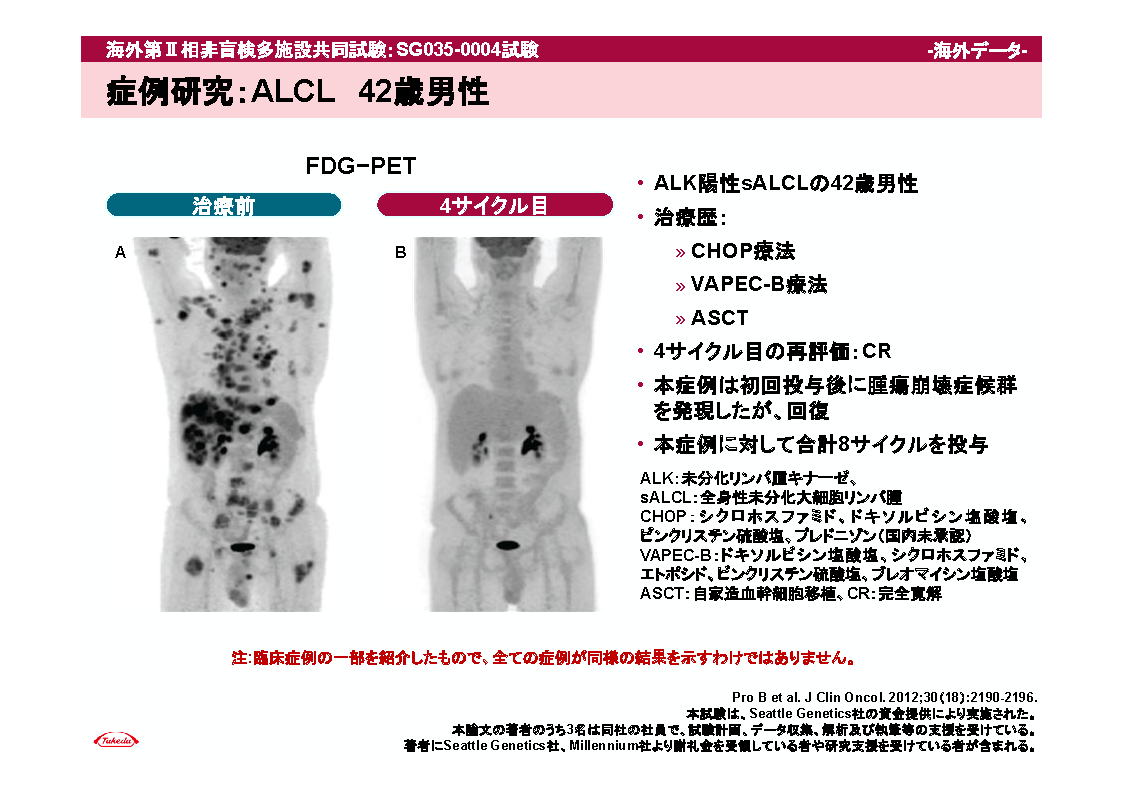 海外第Ⅱ相非盲検多施設共同試験：SG035-0004試験
-海外データ-
症例研究：ALCL　42歳男性
FDG−PET
治療前
4サイクル目
A
B
• ALK陽性sALCLの42歳男性
• 治療歴：
» CHOP療法
» VAPEC-B療法
» ASCT
• 4サイクル目の再評価：CR
• 本症例は初回投与後に腫瘍崩壊症候群
を発現したが、回復
• 本症例に対して合計8サイクルを投与
ALK：未分化リンパ腫キナーゼ、
sALCL：全身性未分化大細胞リンパ腫
CHOP：シクロホスファミド、ドキソルビシン塩酸塩、
ビンクリスチン硫酸塩、プレドニゾン（国内未承認）
VAPEC-B：ドキソルビシン塩酸塩、シクロホスファミド、
エトポシド、ビンクリスチン硫酸塩、ブレオマイシン塩酸塩
ASCT：自家造血幹細胞移植、CR：完全寛解
注：臨床症例の一部を紹介したもので、全ての症例が同様の結果を示すわけではありません。
Pro B et al. J Clin Oncol. 2012;30(18):2190-2196.
本試験は、Seattle Genetics社の資金提供により実施された。
本論文の著者のうち3名は同社の社員で、試験計画、データ収集、解析及び執筆等の支援を受けている。
著者にSeattle Genetics社、Millennium社より謝礼金を受領している者や研究支援を受けている者が含まれる。
Takeda